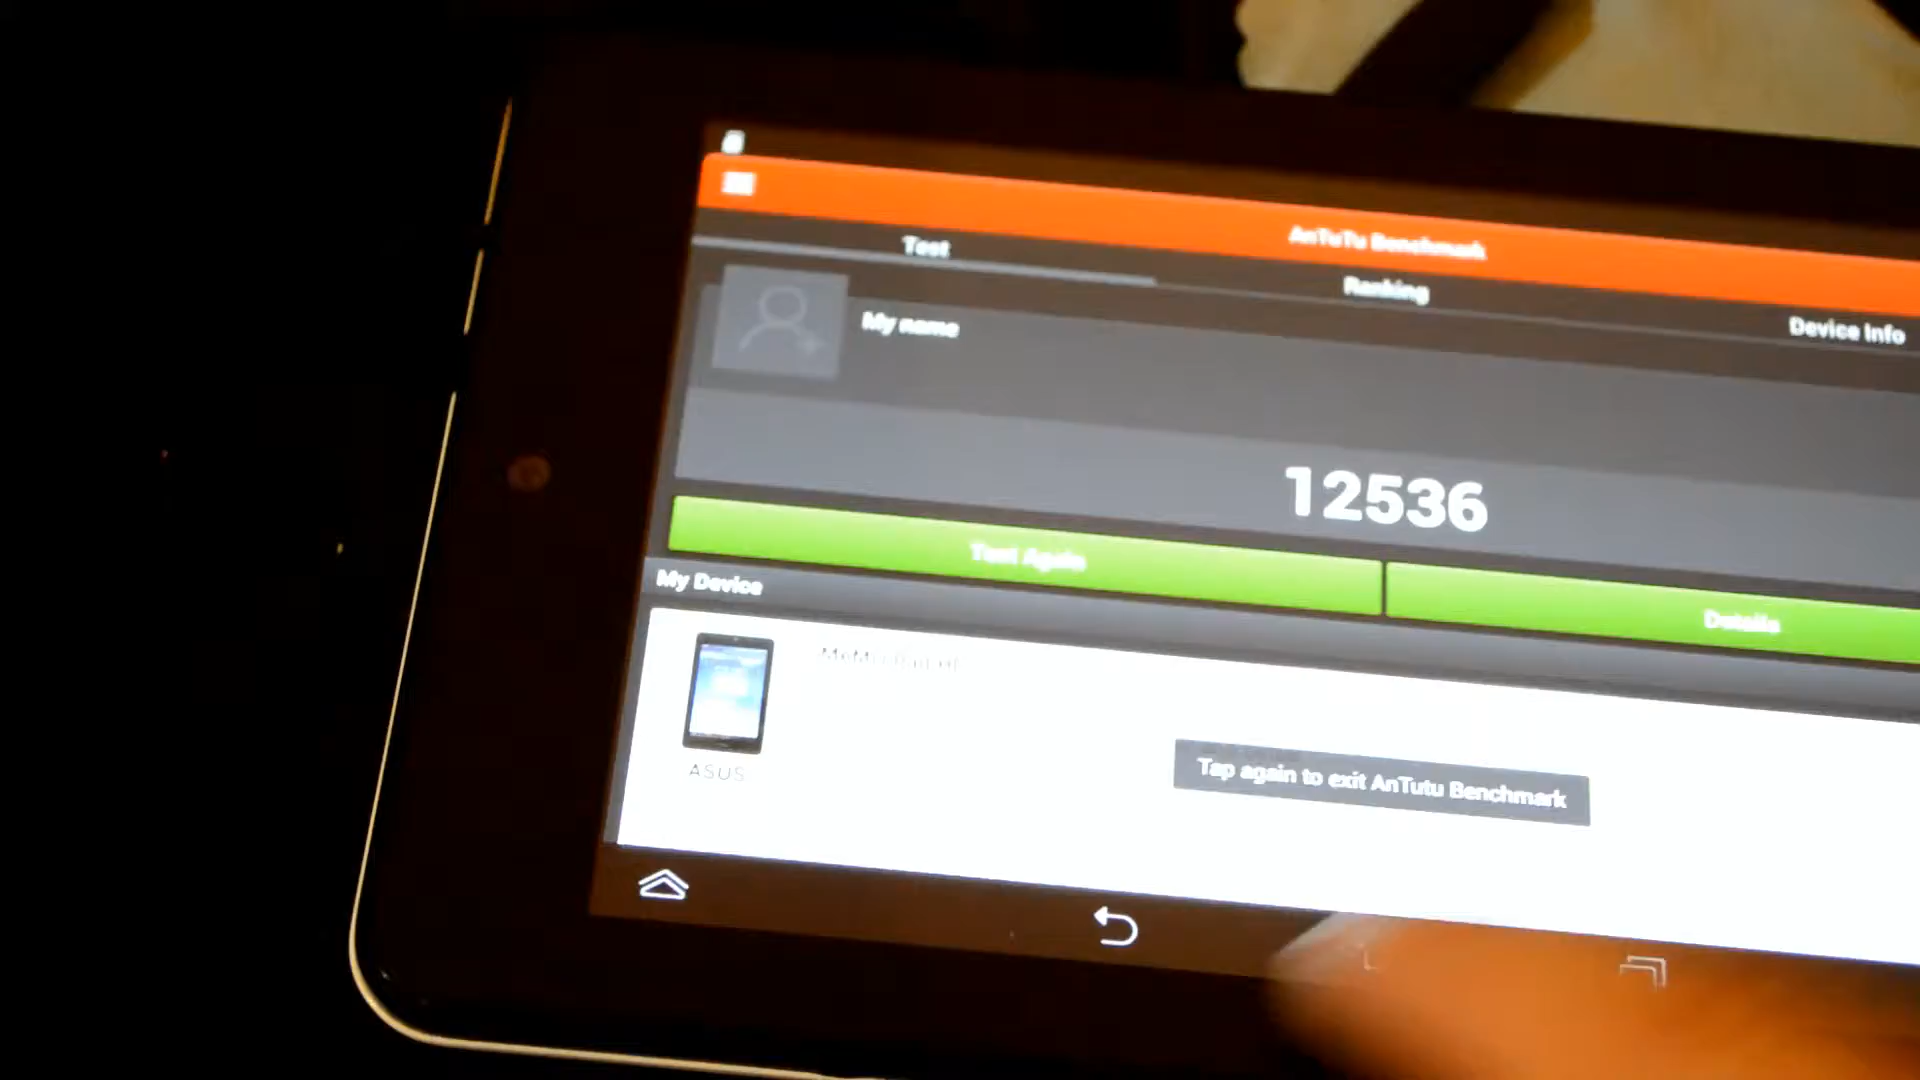 AnTuTu Benchmark
Test
Ranking
Device Info
My name
12536
Test Again
Details
My Device
ASUS
Tap again to exit AnTutu Benchmark